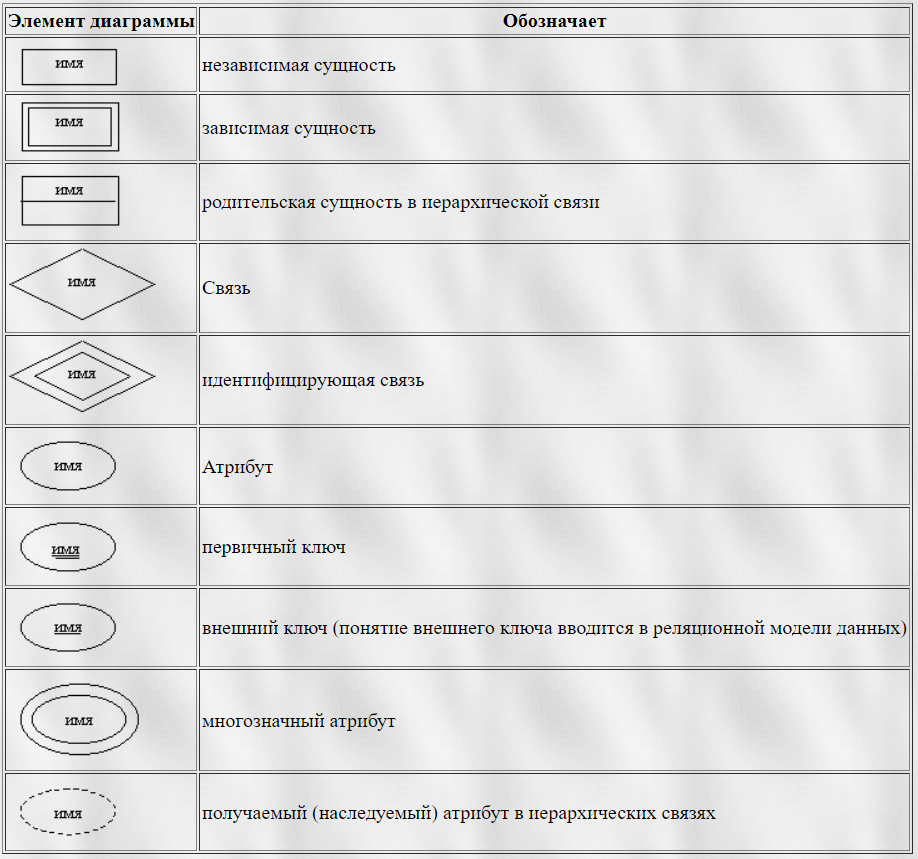 Элемент диаграммы Обозначает
имя независимая сущность
имя зависимая сущность
имя родительская сущность в иерархической связи
имя Связь
имя идентифицирующая связь
имя Атрибут
имя первичный ключ
имя внешний ключ (понятие внешнего ключа вводится в реляционной модели данных)
имя многозначный атрибут
имя получаемый (наследуемый) атрибут в иерархических связях